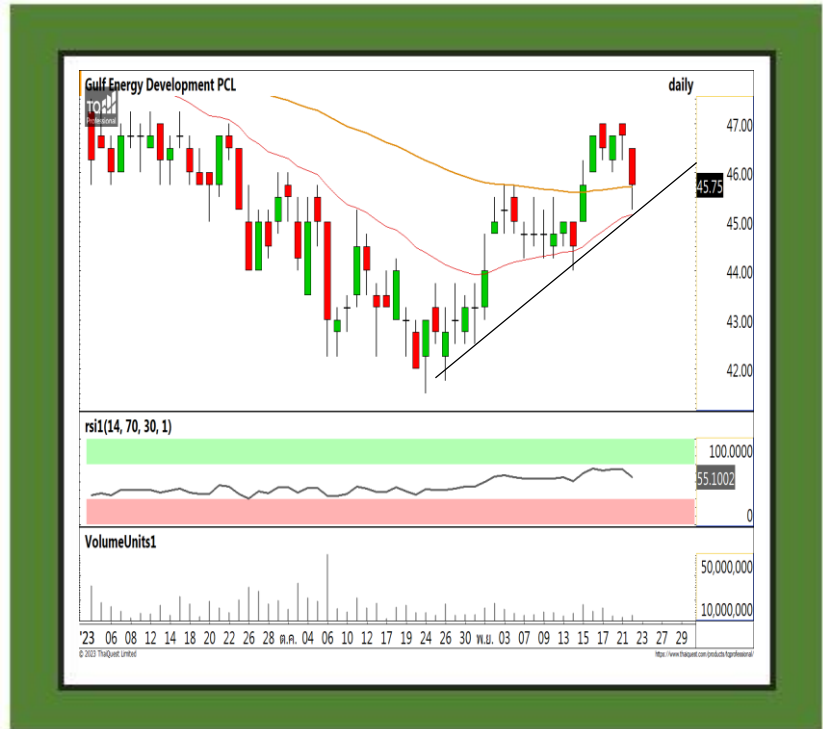 Gulf Energy Development PCL daily
TQ
Professional
47.00
46.00
45.75
45.00
44.00
43.00
42.00
rsi1(14, 70, 30, 1)
100.0000
55.1002
0
VolumeUnits1
50,000,000
10,000,000
'23 06 08 12 14 18 20 22 26 28 ต.ค. 04 06 10 12 17 19 24 26 30 พ.ย. 03 07 09 13 15 17 21 23 27 29
© 2023 ThaiQuest Limited https://www.thaiquest.com/products/tqprofessional/